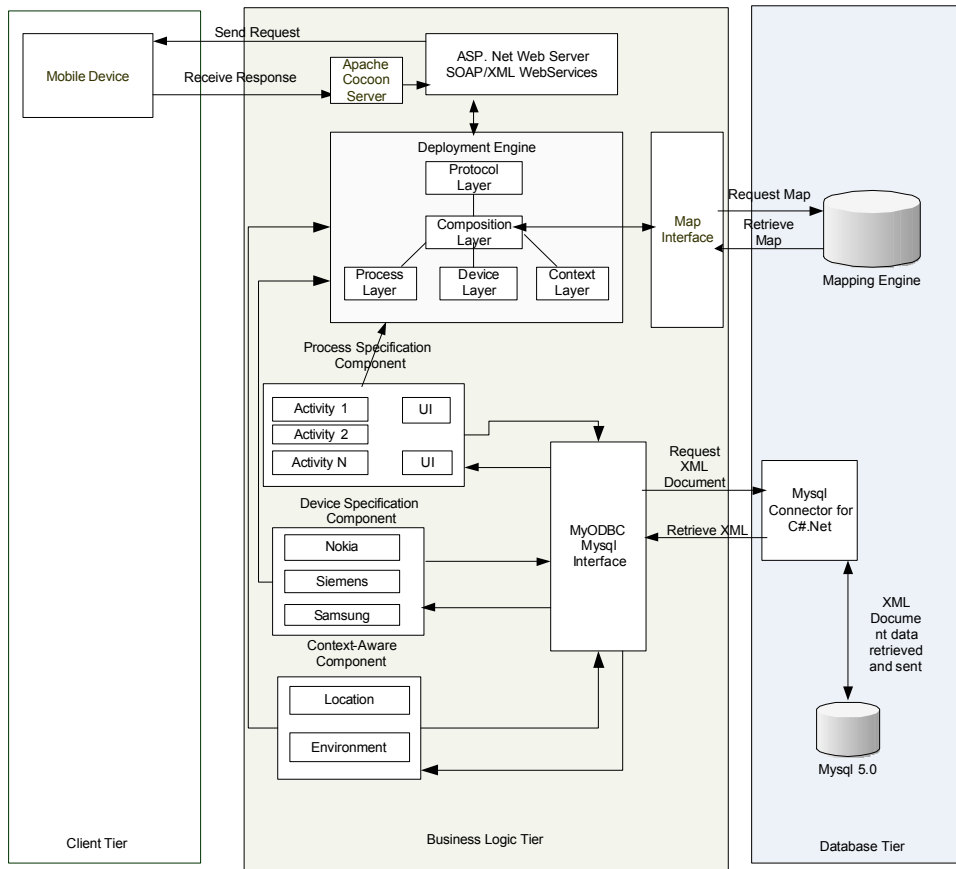 Send Request
Mobile Device
Receive Response
Apache
Cocoon
Server
ASP. Net Web Server
SOAP/XML WebServices
Deployment Engine
Protocol
Layer
Composition
Layer
Process
Layer
Device
Layer
Context
Layer
Map
Interface
Request Map
Retrieve
Map
Mapping Engine
Process Specification
Component
Activity 1
UI
Activity 2
Activity N
UI
Device Specification
Component
Nokia
Siemens
Samsung
Context-Aware
Component
Location
Environment
MyODBC
Mysql
Interface
Request
XML
Document
Retrieve XML
Mysql
Connector for
C#.Net
XML
Docume
nt data
retrieved
and sent
Mysql 5.0
Client Tier
Business Logic Tier
Database Tier